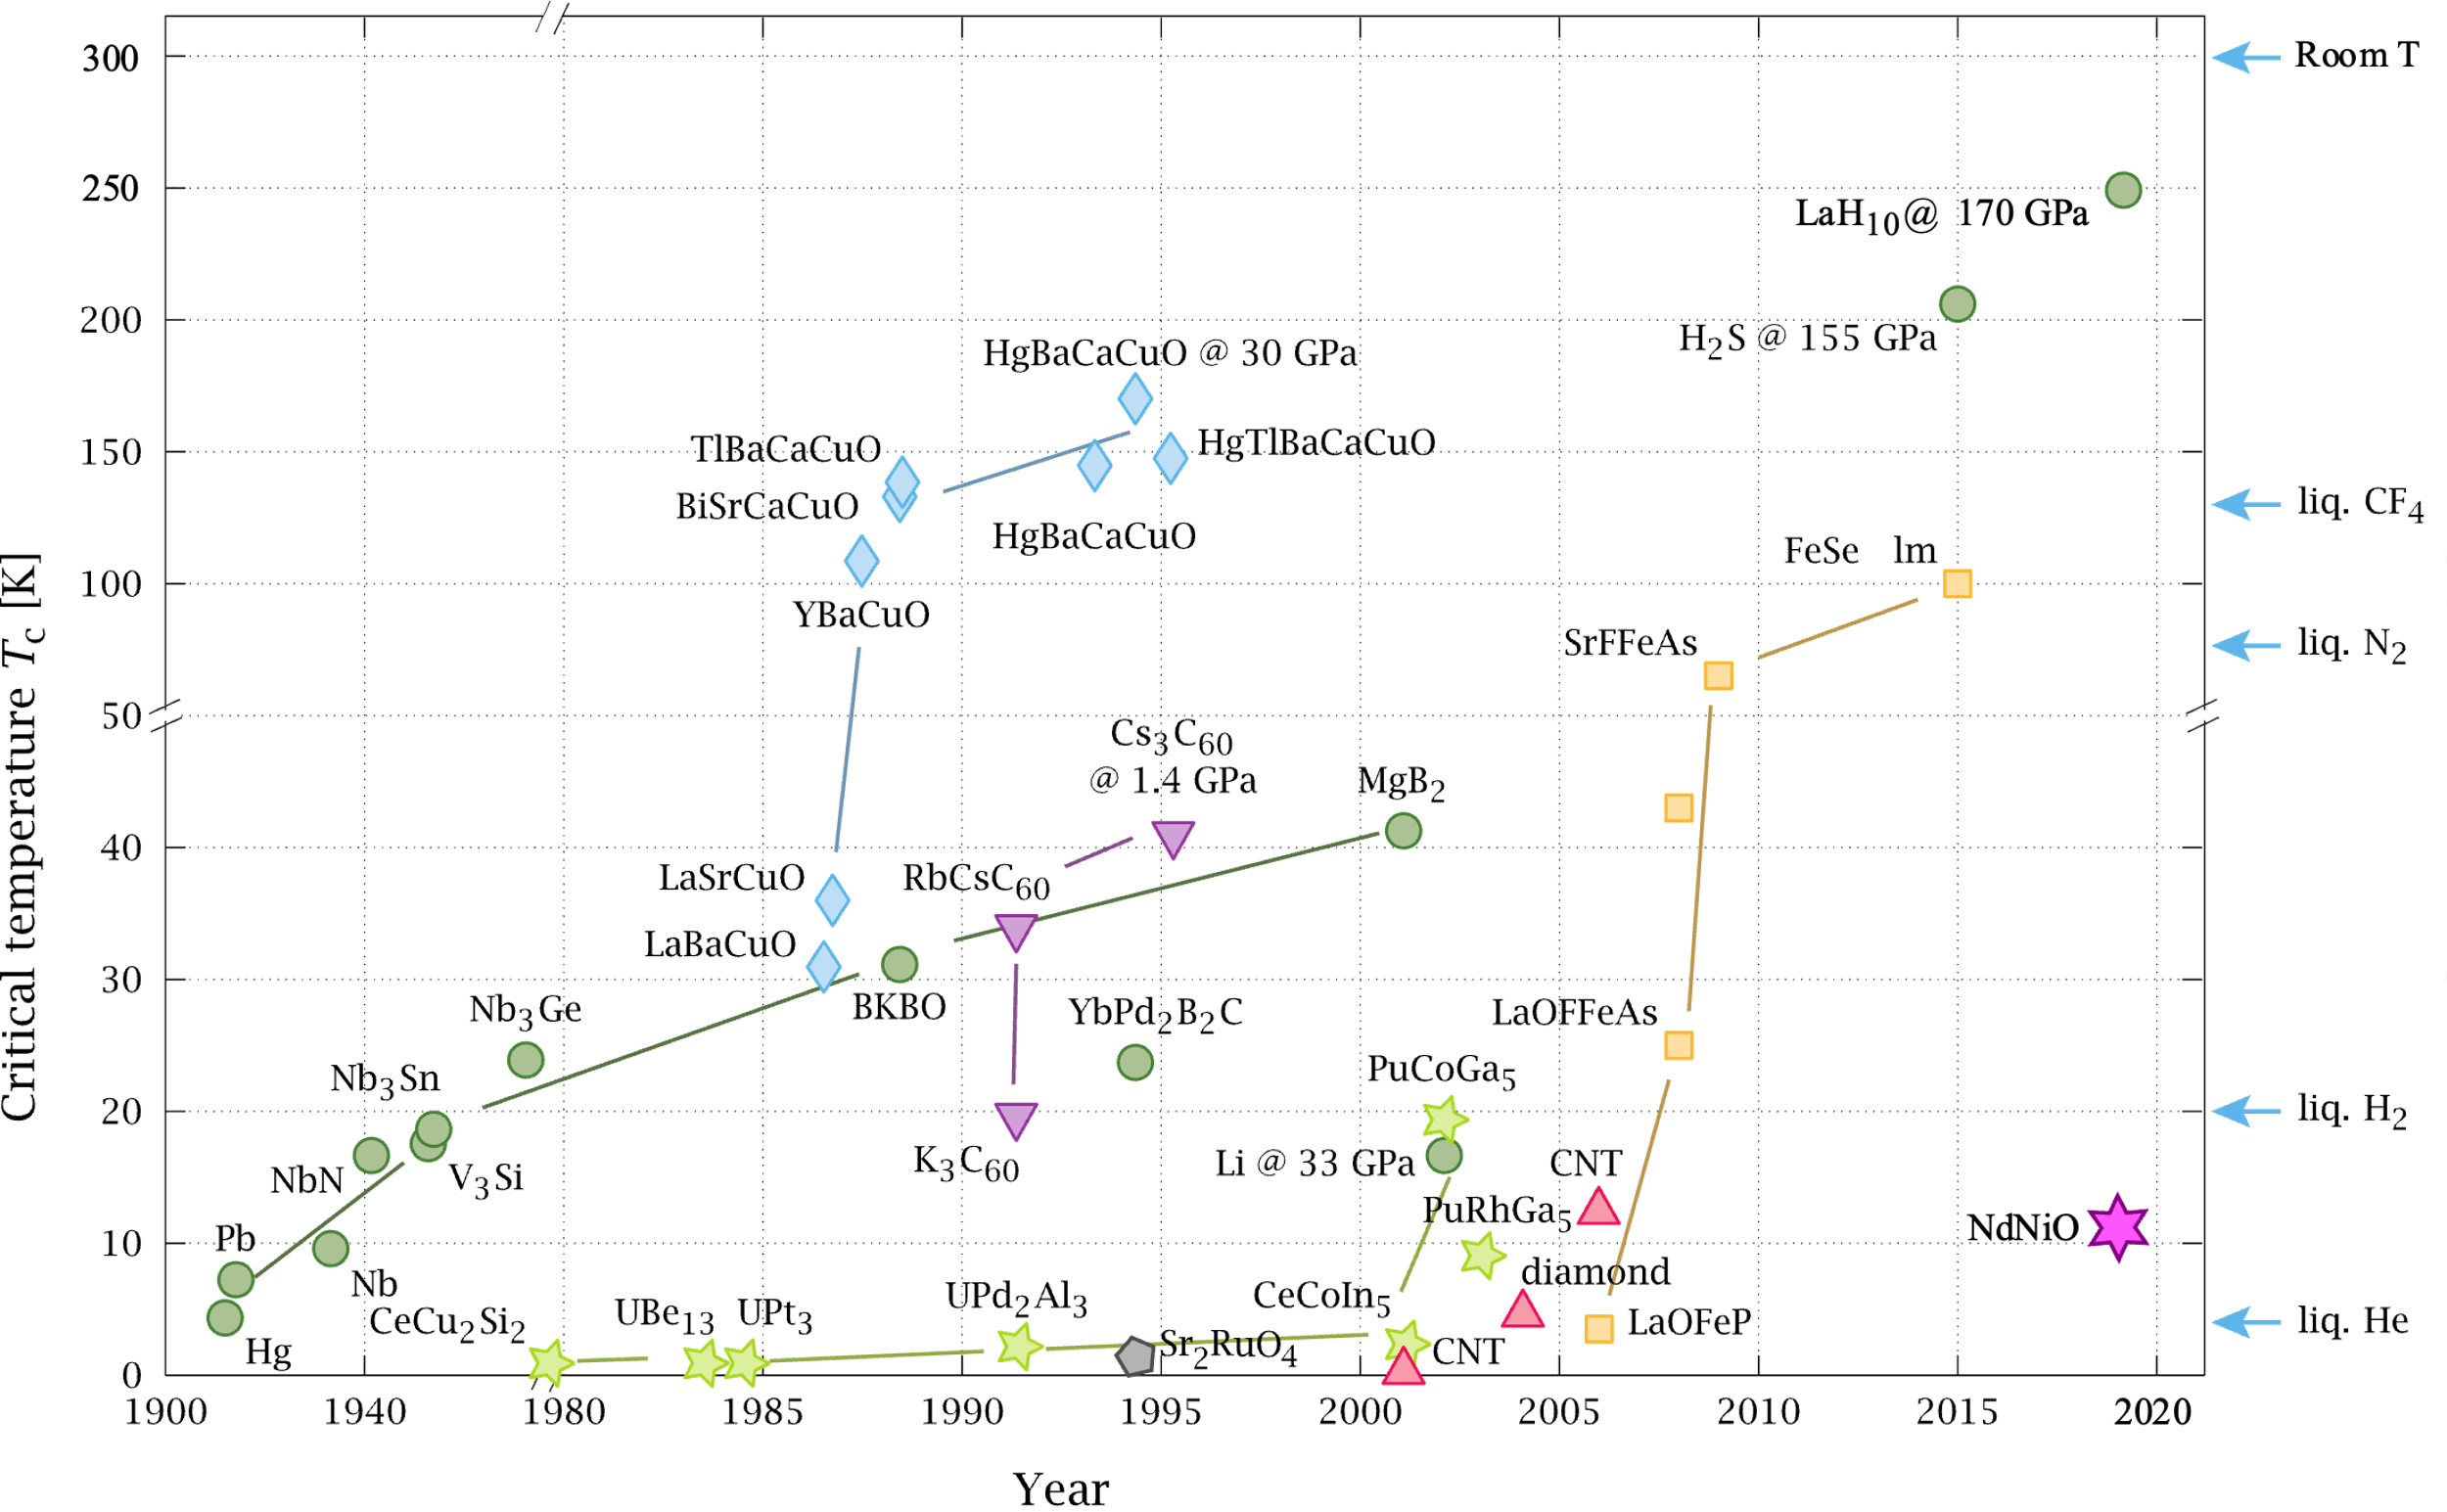 300
Room T
250
LaH₁₀@ 170 GPa
200
H₂S @ 155 GPa
HgBaCaCuO @ 30 GPa
TlBaCaCuO
HgTlBaCaCuO
150
BiSrCaCuO
liq. CF₄
HgBaCaCuO
FeSe lm
100
YBaCuO
SrFFeAs
liq. N₂
50
Cs₃C₆₀
@ 1.4 GPa
MgB₂
40
LaSrCuO
RbCsC₆₀
LaBaCuO
30
BKBO
Nb₃Ge
YbPd₂B₂C
LaOFFeAs
Nb₃Sn
PuCoGa₅
20
liq. H₂
NbN
V₃Si
K₃C₆₀
Li @ 33 GPa
CNT
PuRhGa₅
Pb
NdNiO
10
Nb
diamond
CeCu₂Si₂
UBe₁₃
UPt₃
UPd₂Al₃
CeCoIn₅
LaOFeP
liq. He
Hg
Sr₂RuO₄
CNT
0
1900 1940 1980 1985 1990 1995 2000 2005 2010 2015 2020
Year
Critical temperature Tc [K]